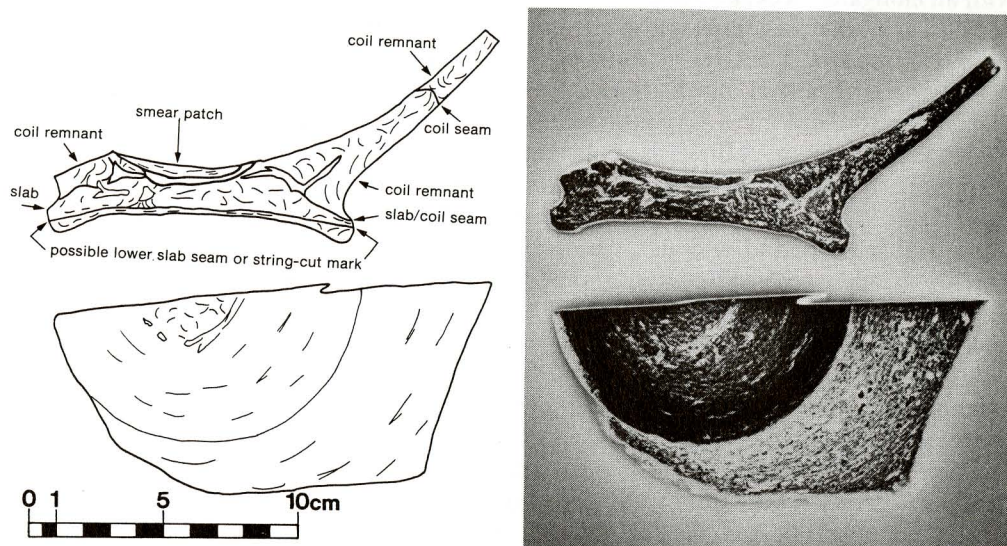 coil remnant
smear patch
coil remnant
coil seam
slab
coil remnant
slab/coil seam
possible lower slab seam or string-cut mark
0 1 5 10cm